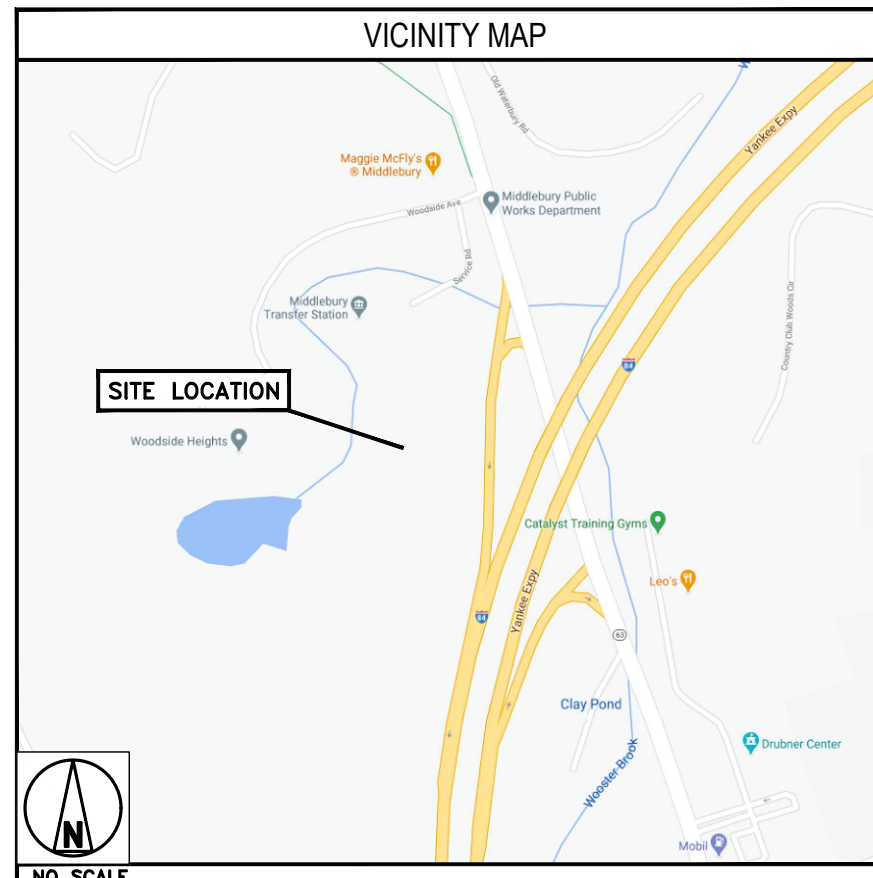 VICINITY MAP
W
Old Waterbury Rd
Yankee Expy
Maggie McFly's
® Middlebury
Middlebury Public
Works Department
Woodside Ave
Service Rd
Middlebury
Transfer Station
Country Club Woods Cir
84
SITE LOCATION
Woodside Heights
Catalyst Training Gyms
Leo's
Yankee Expy
84
63
Clay Pond
Drubner Center
Wooster Brook
Mobil
N
NO SCALE